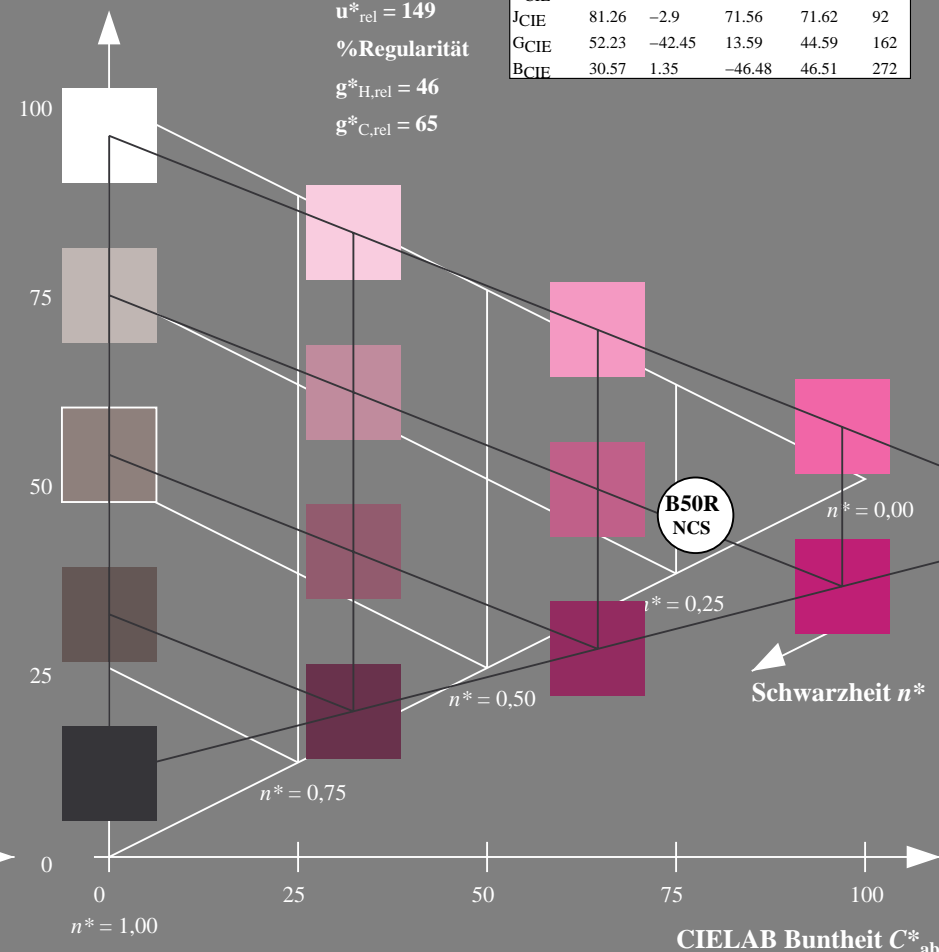 u*rel = 149
%Regularität
g*H,rel = 46
g*C,rel = 65
JCIE 81.26 −2.9 71.56 71.62 92
GCIE 52.23 −42.45 13.59 44.59 162
BCIE 30.57 1.35 −46.48 46.51 272
100
75
50
25
0
B50R
NCS
n* = 0,00
n* = 0,25
Schwarzheit n*
n* = 0,50
n* = 0,75
0 25 50 75 100
n* = 1,00
CIELAB Buntheit C*ab